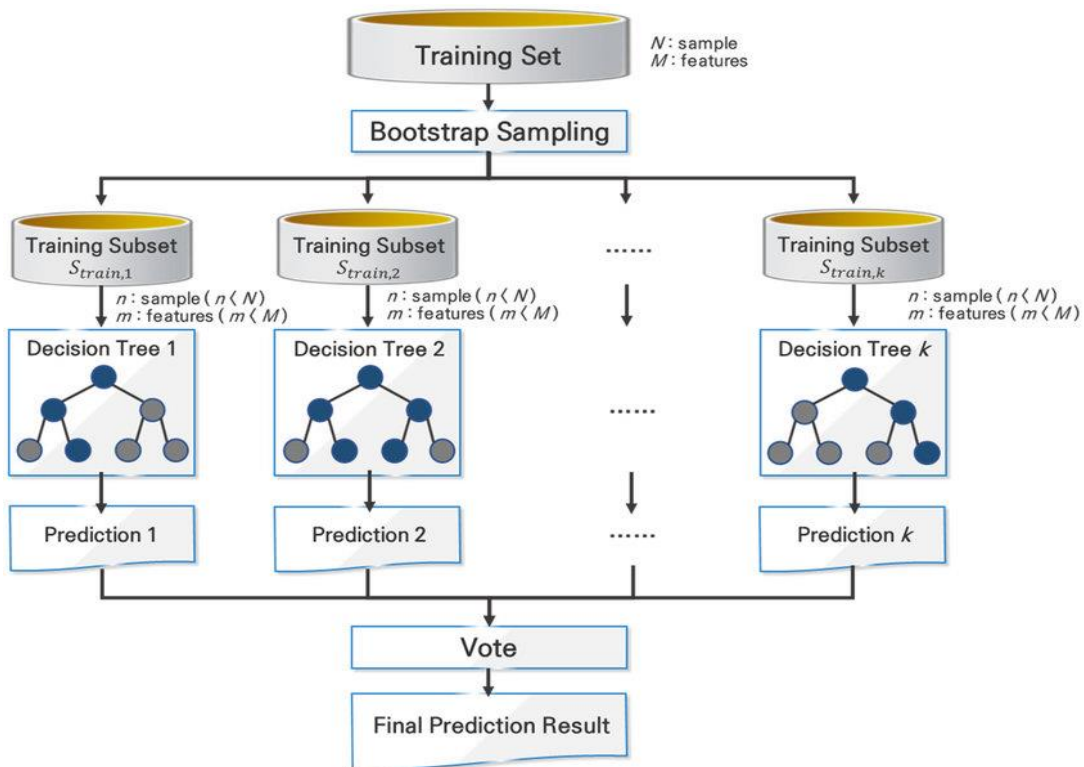 Training Set
N : sample
M : features
Bootstrap Sampling
Training Subset
S_train,1
Training Subset
S_train,2
......
Training Subset
S_train,k
n : sample ( n < N )
m : features ( m < M )
n : sample ( n < N )
m : features ( m < M )
n : sample ( n < N )
m : features ( m < M )
Decision Tree 1
Decision Tree 2
......
Decision Tree k
Prediction 1
Prediction 2
......
Prediction k
Vote
Final Prediction Result